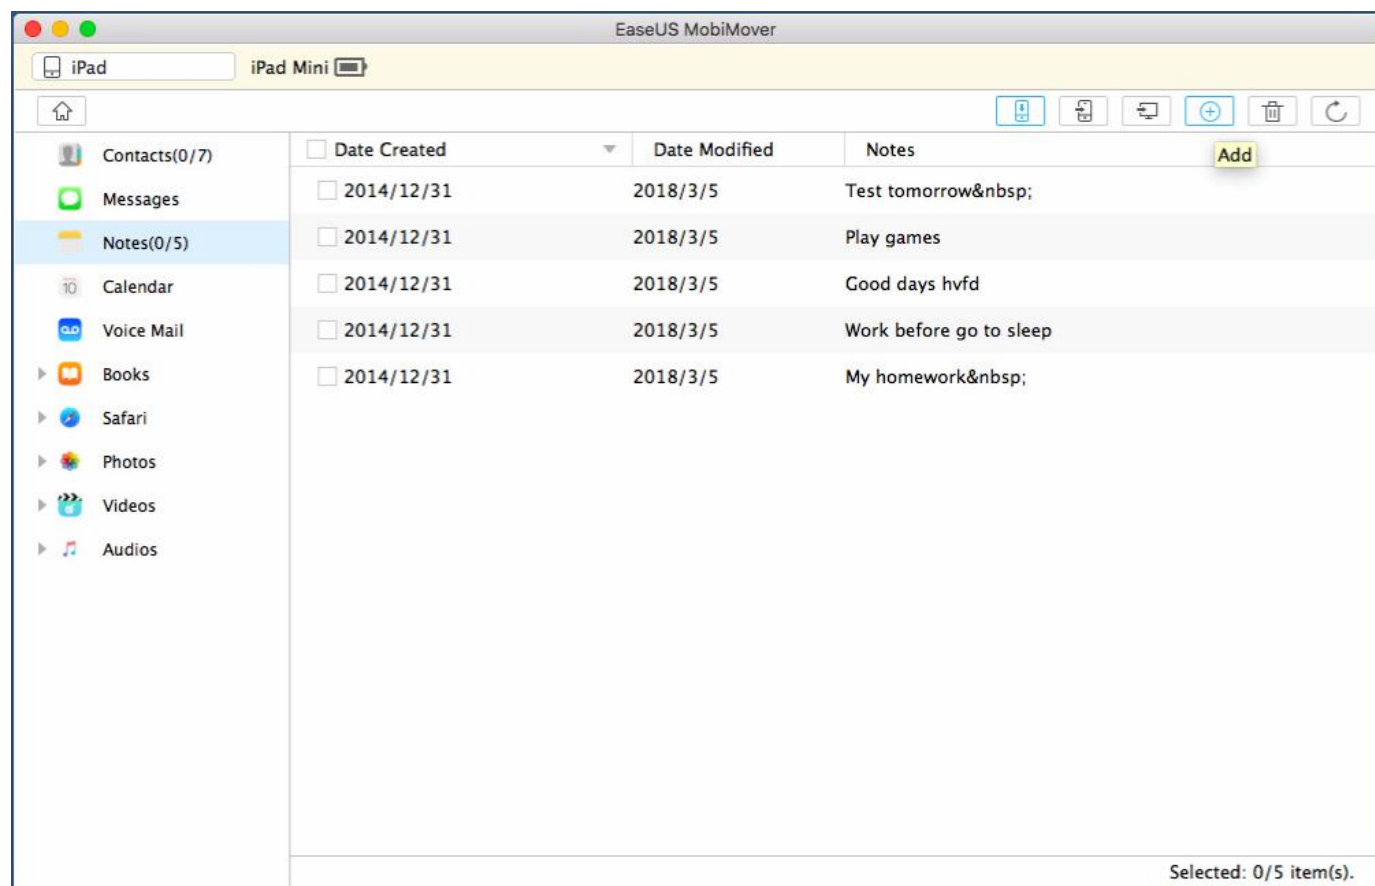 EaseUS MobiMover
iPad iPad Mini
Add
Contacts(0/7)
Messages
Notes(0/5)
10 Calendar
Voice Mail
Books
Safari
Photos
Videos
Audios
Date Created Date Modified Notes
2014/12/31 2018/3/5 Test tomorrow&nbsp;
2014/12/31 2018/3/5 Play games
2014/12/31 2018/3/5 Good days hvfd
2014/12/31 2018/3/5 Work before go to sleep
2014/12/31 2018/3/5 My homework&nbsp;
Selected: 0/5 item(s).